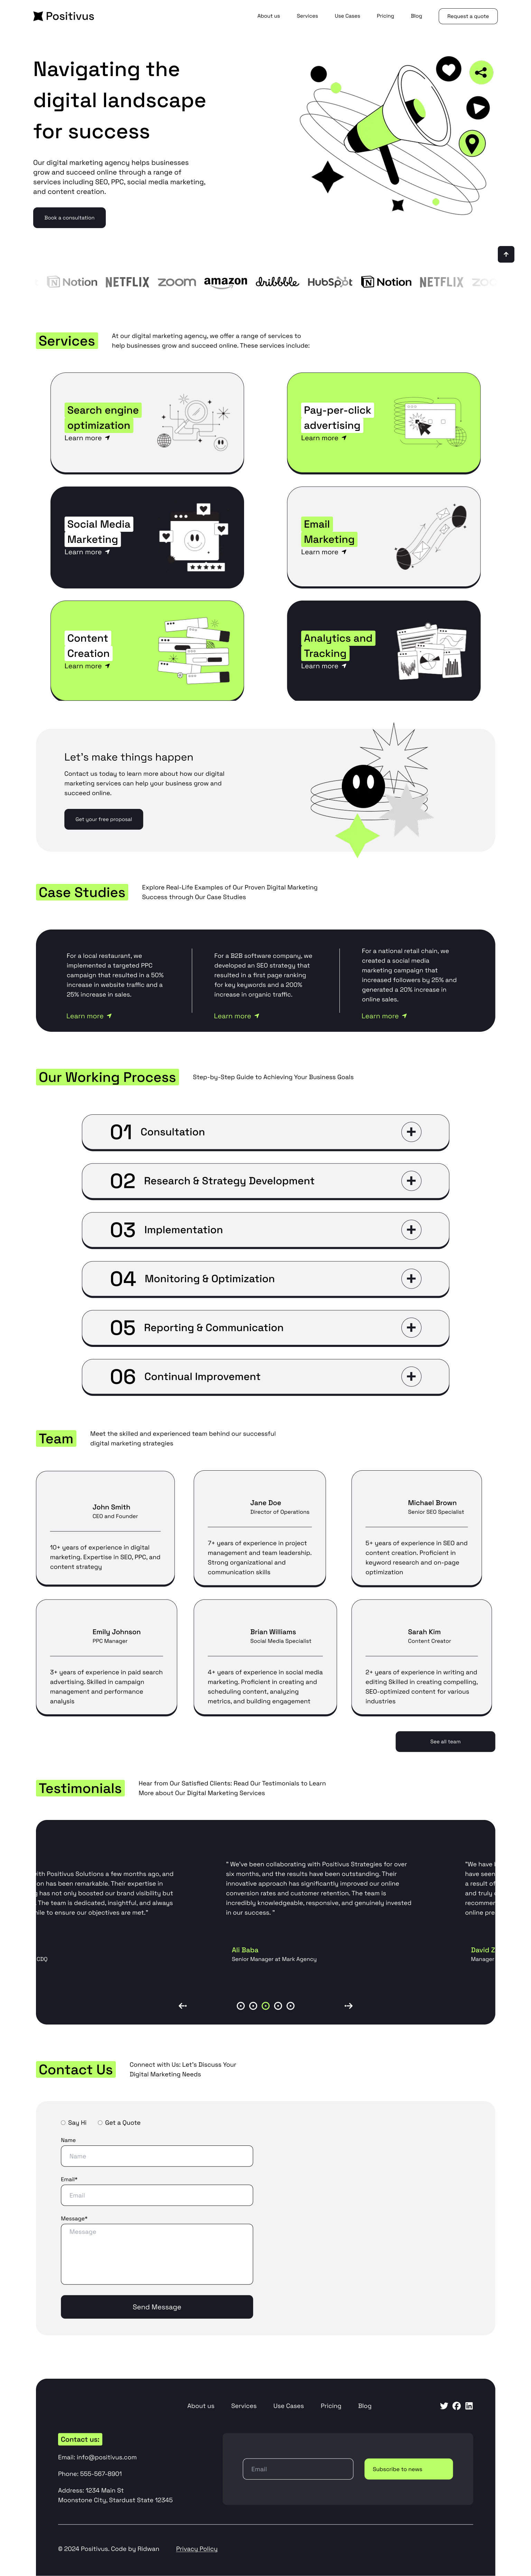 Positivus
About us
Services
Use Cases
Pricing
Blog
Request a quote
Navigating the
digital landscape
for success
Our digital marketing agency helps businesses
grow and succeed online through a range of
services including SEO, PPC, social media marketing,
and content creation.
Book a consultation
Notion
NETFLIX
zoom
amazon
dribbble
HubSpot
Notion
NETFLIX
Services
At our digital marketing agency, we offer a range of services to
help businesses grow and succeed online. These services include:
Search engine
optimization
Learn more
Pay-per-click
advertising
Learn more
Social Media
Marketing
Learn more
Email
Marketing
Learn more
Content
Creation
Learn more
Analytics and
Tracking
Learn more
Let's make things happen
Contact us today to learn more about how our digital
marketing services can help your business grow and
succeed online.
Get your free proposal
Case Studies
Explore Real-Life Examples of Our Proven Digital Marketing
Success through Our Case Studies
For a local restaurant, we
implemented a targeted PPC
campaign that resulted in a 50%
increase in website traffic and a
25% increase in sales.
Learn more
For a B2B software company, we
developed an SEO strategy that
resulted in a first page ranking
for key keywords and a 200%
increase in organic traffic.
Learn more
For a national retail chain, we
created a social media
marketing campaign that
increased followers by 25% and
generated a 20% increase in
online sales.
Learn more
Our Working Process
Step-by-Step Guide to Achieving Your Business Goals
01 Consultation
02 Research & Strategy Development
03 Implementation
04 Monitoring & Optimization
05 Reporting & Communication
06 Continual Improvement
Team
Meet the skilled and experienced team behind our successful
digital marketing strategies
John Smith
CEO and Founder
10+ years of experience in digital
marketing. Expertise in SEO, PPC, and
content strategy
Jane Doe
Director of Operations
7+ years of experience in project
management and team leadership.
Strong organizational and
communication skills
Michael Brown
Senior SEO Specialist
5+ years of experience in SEO and
content creation. Proficient in
keyword research and on-page
optimization
Emily Johnson
PPC Manager
3+ years of experience in paid search
advertising. Skilled in campaign
management and performance
analysis
Brian Williams
Social Media Specialist
4+ years of experience in social media
marketing. Proficient in creating and
scheduling content, analyzing
metrics, and building engagement
Sarah Kim
Content Creator
2+ years of experience in writing and
editing Skilled in creating compelling,
SEO-optimized content for various
industries
See all team
Testimonials
Hear from Our Satisfied Clients: Read Our Testimonials to Learn
More about Our Digital Marketing Services
with Positivus Solutions a few months ago, and
on has been remarkable. Their expertise in
has not only boosted our brand visibility but
The team is dedicated, insightful, and always
ile to ensure our objectives are met."
CDQ
" We've been collaborating with Positivus Strategies for over
six months, and the results have been outstanding. Their
innovative approach has significantly improved our online
conversion rates and customer retention. The team is
incredibly knowledgeable, responsive, and genuinely invested
in our success. "
Ali Baba
Senior Manager at Mark Agency
"We have
have seen
a result of
and truly
recommer
online pre
David Z
Manager
Contact Us
Connect with Us: Let's Discuss Your
Digital Marketing Needs
Say Hi
Get a Quote
Name
Name
Email*
Email
Message*
Message
Send Message
About us
Services
Use Cases
Pricing
Blog
Contact us:
Email: info@positivus.com
Phone: 555-567-8901
Address: 1234 Main St
Moonstone City, Stardust State 12345
Email
Subscribe to news
© 2024 Positivus. Code by Ridwan
Privacy Policy